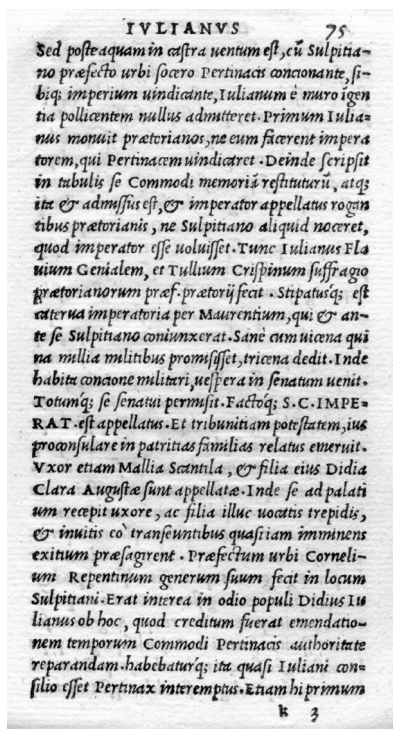 IVLIANVS 75
Sed posteaquam in castra uentum est, cũ Sulpitia-
no præfecto urbi socero Pertinacis concionante, si-
biq; imperium uindicante, Iulianum è muro ĩgen
tia pollicentem nullus admitteret. Primum Iulia-
nus monuit prætorianos, ne eum facerent impera
torem, qui Pertinacem uindicaret. Deinde scripsit
in tabulis se Commodi memoriã restituturũ, atq;
ita & admissus est, & imperator appellatus rogan
tibus prætorianis, ne Sulpitiano aliquid noceret,
quod imperator esse uoluisset. Tunc Iulianus Fla
uium Genialem, et Tullium Crispinum suffragio
prætorianorum præf. prætorij fecit. Stipatusq; est
caterua imperatoria per Maurentium, qui & an-
te se Sulpitiano coniunxerat. Sanè cum uicena qui
na millia militibus promisisset, tricena dedit. Inde
habita concione militari, uespera in senatum uenit.
Totumq; se senatui permisit. Factoq; S. C. IMPE=
RAT. est appellatus. Et tribunitiam potestatem, ius
proconsulare in patritias familias relatus emeruit.
Vxor etiam Mallia Scantila, & filia eius Didia
Clara Augustæ sunt appellatæ. Inde se ad palati
um recepit uxore, ac filia illuc uocatis trepidis,
& inuitis eò transeuntibus quasi iam imminens
exitium præsagirent. Præfectum urbi Corneli-
um Repentinum generum suum fecit in locum
Sulpitiani. Erat interea in odio populi Didius Iu
lianus ob hoc, quod creditum fuerat emendatio-
nem temporum Commodi Pertinacis authoritate
reparandam. habebaturq; ita quasi Iuliani con=
silio esset Pertinax interemptus. Etiam hi primum
k 3